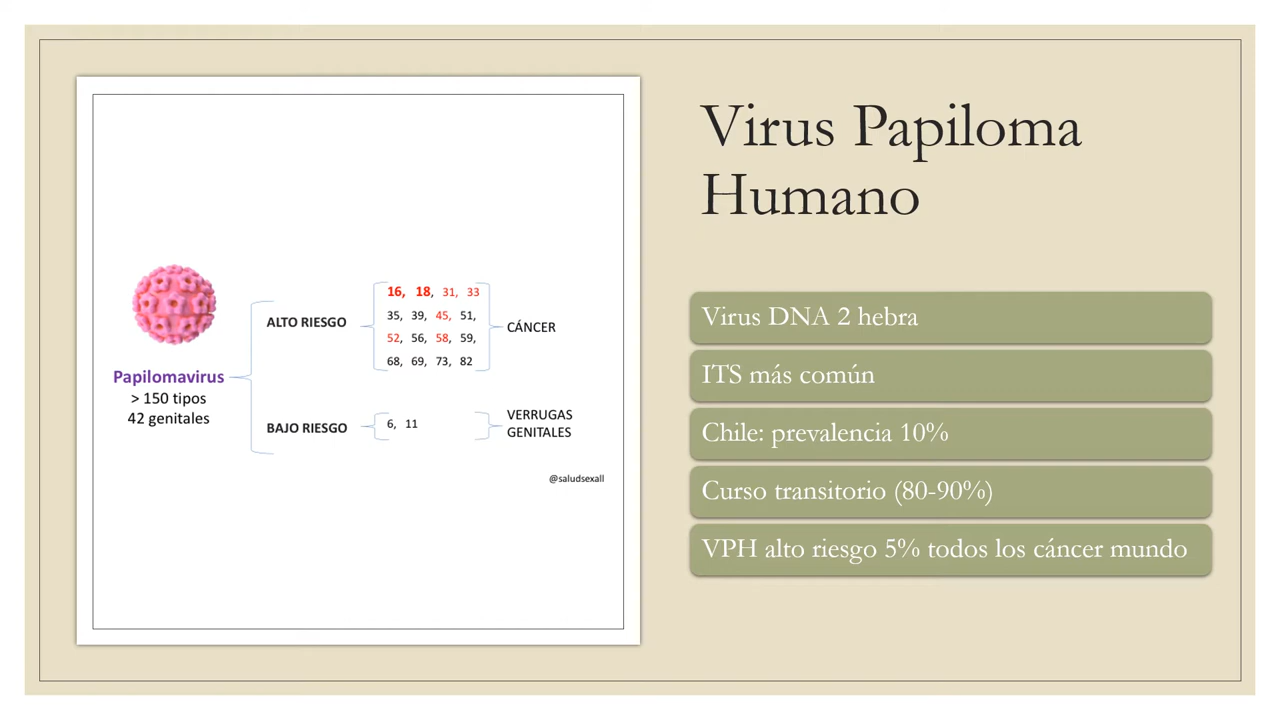 Virus Papiloma
Humano
Papilomavirus
> 150 tipos
42 genitales
ALTO RIESGO
16, 18, 31, 33
35, 39, 45, 51,
52, 56, 58, 59,
68, 69, 73, 82
CÁNCER
BAJO RIESGO
6, 11
VERRUGAS
GENITALES
@saludsexall
Virus DNA 2 hebra
ITS más común
Chile: prevalencia 10%
Curso transitorio (80-90%)
VPH alto riesgo 5% todos los cáncer mundo